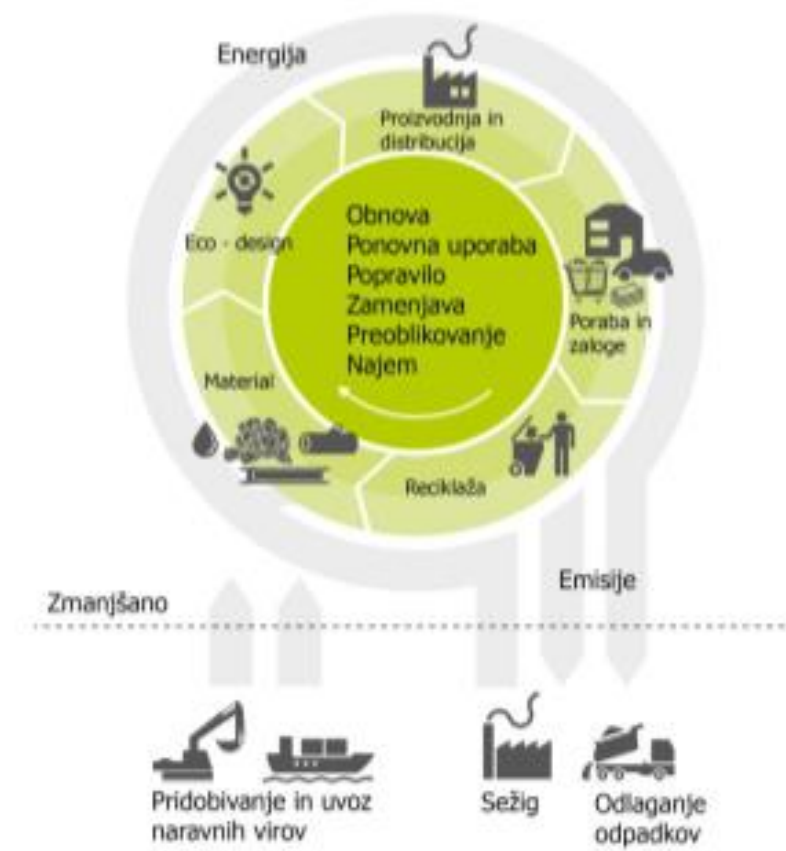 Energija
Proizvodnja in
distribucija
Eco - design
Obnova
Ponovna uporaba
Popravilo
Zamenjava
Preoblikovanje
Najem
Poraba in
zaloge
Material
Reciklaža
Emisije
Zmanjšano
Pridobivanje in uvoz
naravnih virov
Sežig
Odlaganje
odpadkov